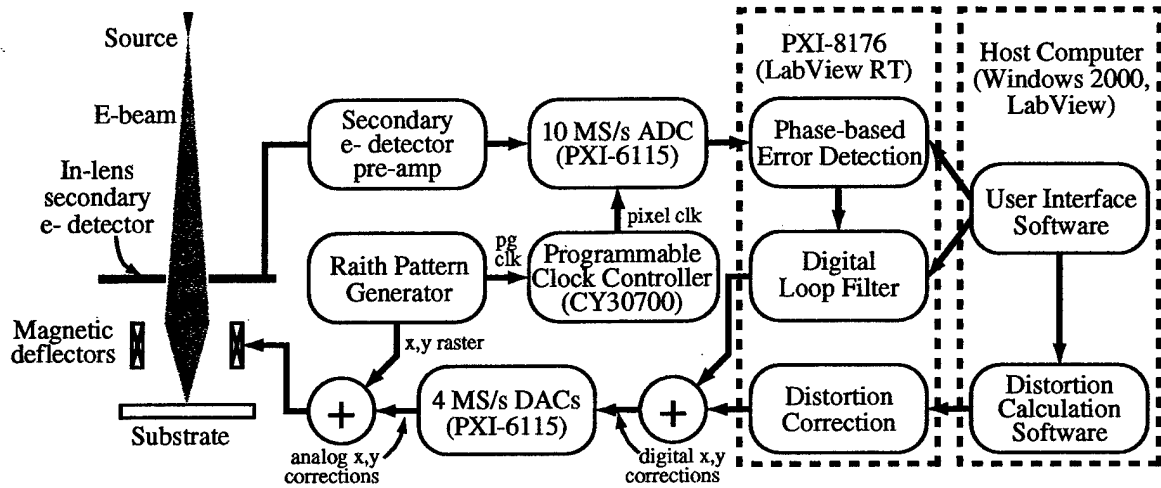 Source
E-beam
In-lens
secondary
e- detector
Magnetic
deflectors
Substrate
Secondary
e- detector
pre-amp
10 MS/s ADC
(PXI-6115)
pixel clk
Raith Pattern
Generator
pg
clk
Programmable
Clock Controller
(CY30700)
x,y raster
+
analog x,y
corrections
4 MS/s DACs
(PXI-6115)
+
digital x,y
corrections
PXI-8176
(LabView RT)
Phase-based
Error Detection
Digital
Loop Filter
Distortion
Correction
Host Computer
(Windows 2000,
LabView)
User Interface
Software
Distortion
Calculation
Software